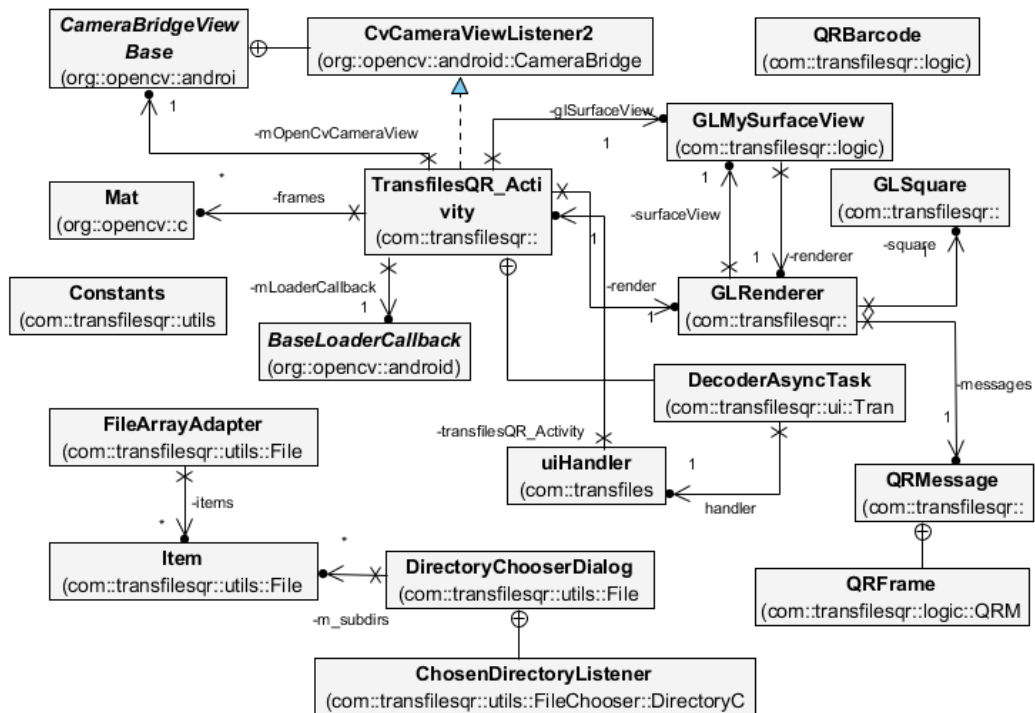 CameraBridgeView
Base
(org::opencv::androi
CvCameraViewListener2
(org::opencv::android::CameraBridge
QRBarcode
(com::transfilesqr::logic)
1
-mOpenCvCameraView
-glSurfaceView
1
GLMySurfaceView
(com::transfilesqr::logic)
*
Mat
(org::opencv::c
-frames
TransfilesQR_Acti
vity
(com::transfilesqr::
1
1
-surfaceView
GLSquare
(com::transfilesqr::
-square
1
1
-renderer
Constants
(com::transfilesqr::utils
-mLoaderCallback
1
-render
1
GLRenderer
(com::transfilesqr::
BaseLoaderCallback
(org::opencv::android)
DecoderAsyncTask
(com::transfilesqr::ui::Tran
-messages
1
FileArrayAdapter
(com::transfilesqr::utils::File
-transfilesQR_Activity
uiHandler
(com::transfiles
1
handler
QRMessage
(com::transfilesqr::
-items
*
Item
(com::transfilesqr::utils::File
*
-m_subdirs
DirectoryChooserDialog
(com::transfilesqr::utils::File
QRFrame
(com::transfilesqr::logic::QRM
ChosenDirectoryListener
(com::transfilesqr::utils::FileChooser::DirectoryC